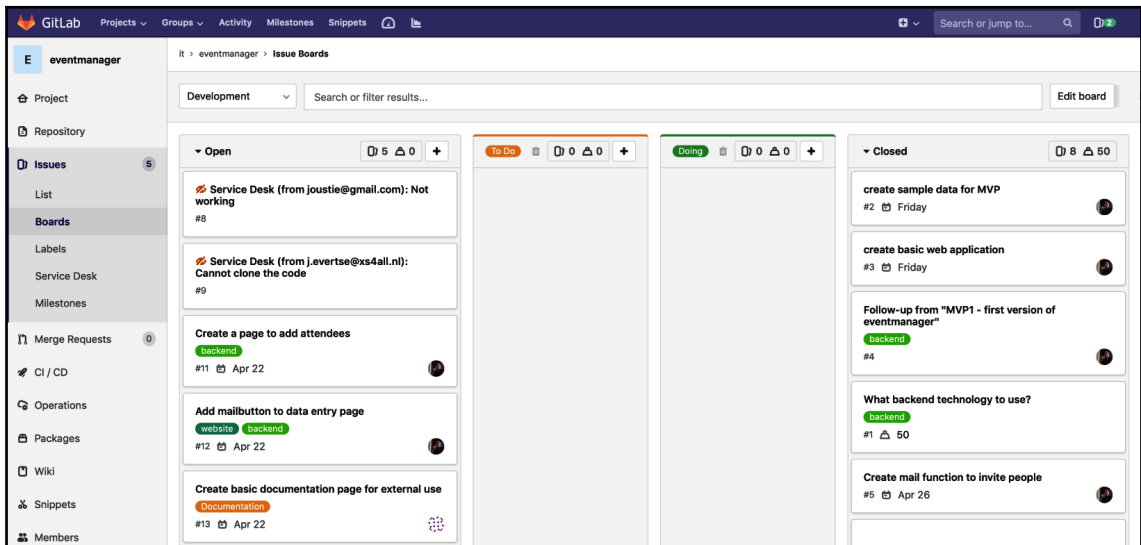 GitLab Projects Groups Activity Milestones Snippets Search or jump to... 2
E eventmanager
it > eventmanager > Issue Boards
Project
Repository
Issues 5
List
Boards
Labels
Service Desk
Milestones
Merge Requests 0
CI / CD
Operations
Packages
Wiki
Snippets
Members
Development Search or filter results... Edit board
Open 5 0 +
Service Desk (from joustie@gmail.com): Not
working
#8
Service Desk (from j.evertse@xs4all.nl):
Cannot clone the code
#9
Create a page to add attendees
backend
#11 Apr 22
Add mailbutton to data entry page
website backend
#12 Apr 22
Create basic documentation page for external use
Documentation
#13 Apr 22
To Do 0 0 +
Doing 0 0 +
Closed 8 50
create sample data for MVP
#2 Friday
create basic web application
#3 Friday
Follow-up from "MVP1 - first version of
eventmanager"
backend
#4
What backend technology to use?
backend
#1 50
Create mail function to invite people
#5 Apr 26